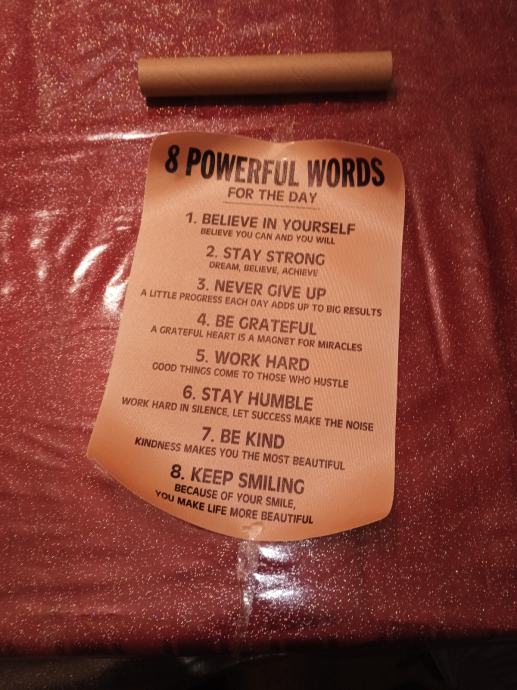 8 POWERFUL WORDS
FOR THE DAY
1. BELIEVE IN YOURSELF
BELIEVE YOU CAN AND YOU WILL
2. STAY STRONG
DREAM, BELIEVE, ACHIEVE
3. NEVER GIVE UP
A LITTLE PROGRESS EACH DAY ADDS UP TO BIG RESULTS
4. BE GRATEFUL
A GRATEFUL HEART IS A MAGNET FOR MIRACLES
5. WORK HARD
GOOD THINGS COME TO THOSE WHO HUSTLE
6. STAY HUMBLE
WORK HARD IN SILENCE, LET SUCCESS MAKE THE NOISE
7. BE KIND
KINDNESS MAKES YOU THE MOST BEAUTIFUL
8. KEEP SMILING
BECAUSE OF YOUR SMILE,
YOU MAKE LIFE MORE BEAUTIFUL